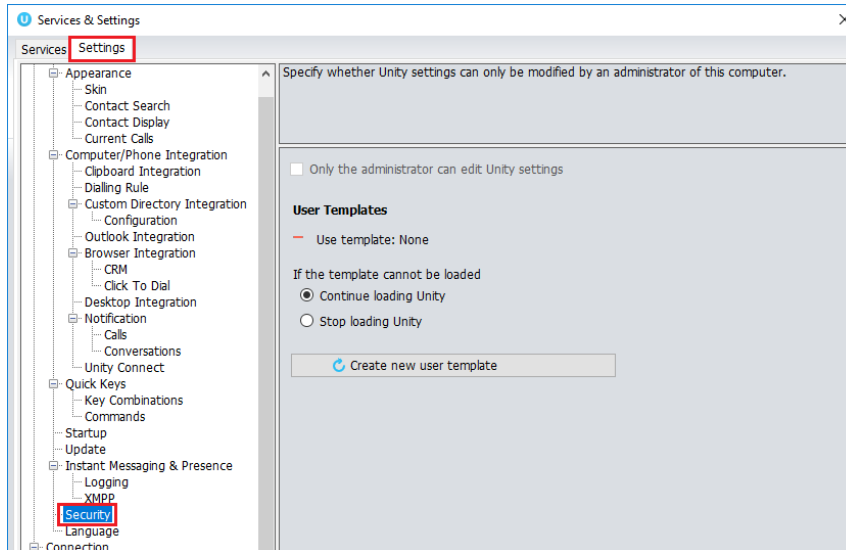 Services & Settings
Services
Settings
Appearance
Skin
Contact Search
Contact Display
Current Calls
Computer/Phone Integration
Clipboard Integration
Dialling Rule
Custom Directory Integration
Configuration
Outlook Integration
Browser Integration
CRM
Click To Dial
Desktop Integration
Notification
Calls
Conversations
Unity Connect
Quick Keys
Key Combinations
Commands
Startup
Update
Instant Messaging & Presence
Logging
XMPP
Security
Language
Connection
Specify whether Unity settings can only be modified by an administrator of this computer.
Only the administrator can edit Unity settings
User Templates
Use template: None
If the template cannot be loaded
Continue loading Unity
Stop loading Unity
Create new user template